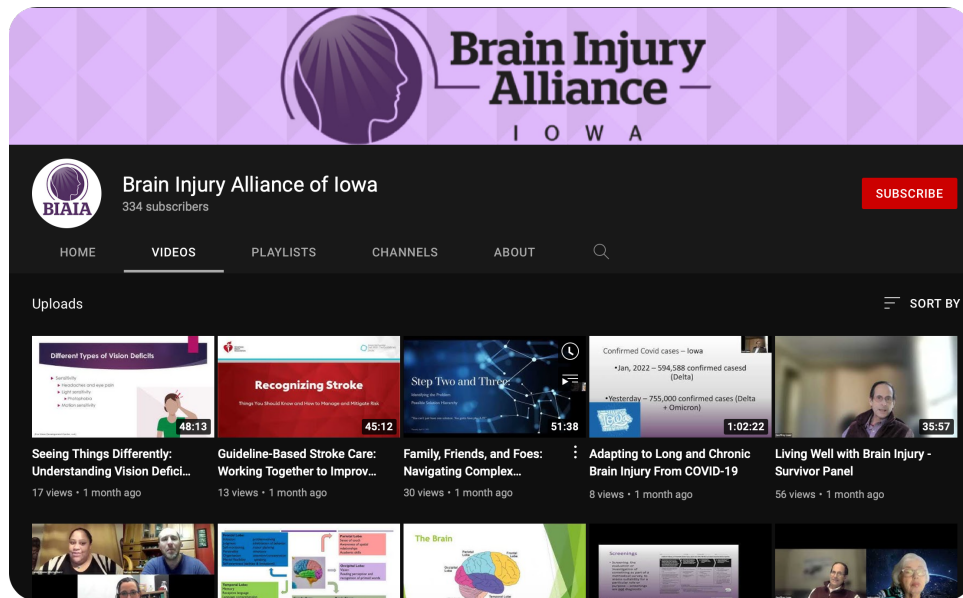 Brain Injury
Alliance
IOWA
BIAIA
Brain Injury Alliance of Iowa
334 subscribers
SUBSCRIBE
HOME
VIDEOS
PLAYLISTS
CHANNELS
ABOUT
Uploads
SORT BY
Different Types of Vision Deficits
Sensitivity
Headaches and eye pain
Light sensitivity
Photophobia
Motion sensitivity
48:13
Recognizing Stroke
Things You Should Know and How to Manage and Mitigate Risk
45:12
Step Two and Three:
Identifying the Problem
Possible Solution Hierarchy
51:38
Confirmed Covid cases – Iowa
•Jan, 2022 – 594,588 confirmed casesd
(Delta)
•Yesterday – 755,000 confirmed cases (Delta
+ Omicron)
1:02:22
35:57
Seeing Things Differently:
Understanding Vision Defici...
17 views • 1 month ago
Guideline-Based Stroke Care:
Working Together to Improv...
13 views • 1 month ago
Family, Friends, and Foes:
Navigating Complex...
30 views • 1 month ago
Adapting to Long and Chronic
Brain Injury From COVID-19
8 views • 1 month ago
Living Well with Brain Injury -
Survivor Panel
56 views • 1 month ago
The Brain
Screenings